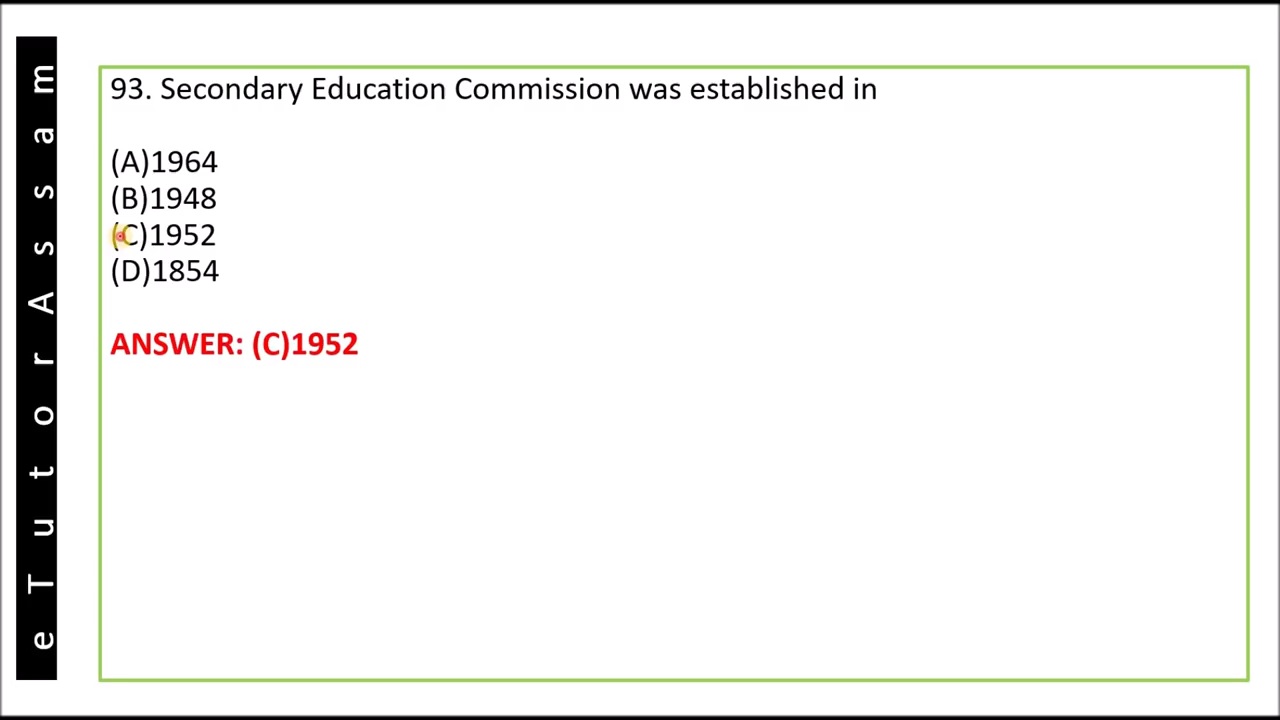 eTutorAssam
93. Secondary Education Commission was established in
(A)1964
(B)1948
(C)1952
(D)1854
ANSWER: (C)1952